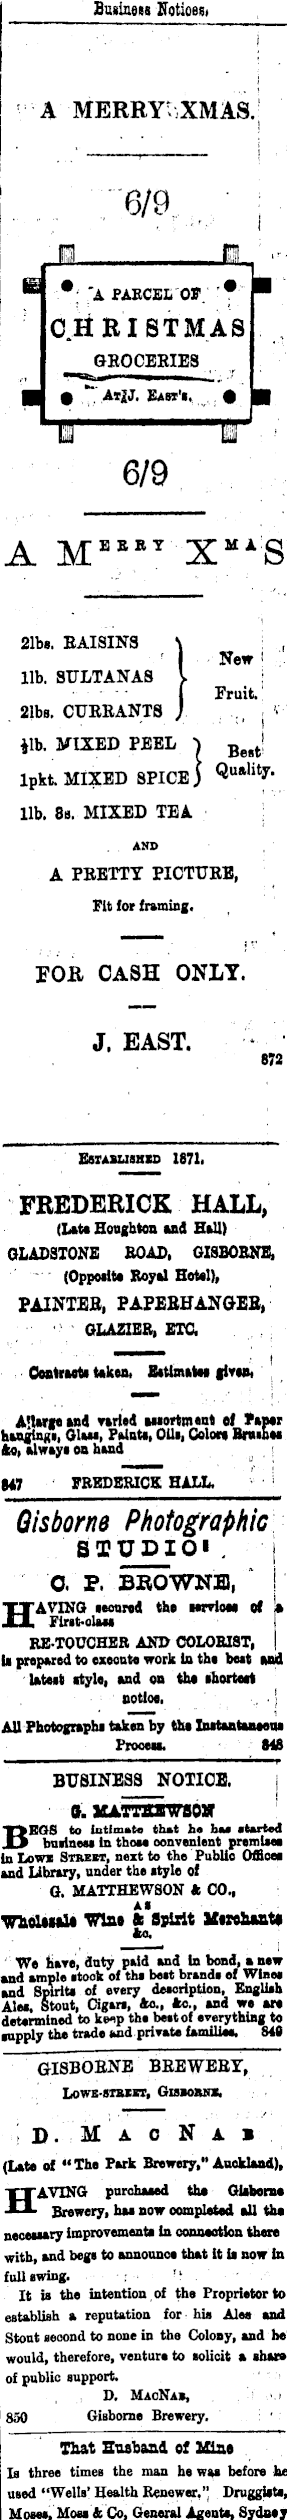 Business Notices,
A MERRY XMAS.
6/9
A PARCEL OF
CHRISTMAS
GROCERIES
AT J. EAST'S.
6/9
A MERRY XMAS
2lbs. RAISINS
1lb. SULTANAS
2lbs. CURRANTS
New
Fruit.
½lb. MIXED PEEL
1pkt. MIXED SPICE
Best
Quality.
1lb. 3s. MIXED TEA
AND
A PRETTY PICTURE,
Fit for framing.
FOR CASH ONLY.
J. EAST.
872
ESTABLISHED 1871.
FREDERICK HALL,
(Late Houghton and Hall)
GLADSTONE ROAD, GISBORNE,
(Opposite Royal Hotel),
PAINTER, PAPERHANGER,
GLAZIER, ETC.
Contracts taken. Estimates given.
A large and varied assortment of Paper
hangings, Glass, Paints, Oils, Colors Brushes
&c, always on hand
847 FREDERICK HALL.
Gisborne Photographic
STUDIO!
C. P. BROWNE,
HAVING secured the services of a
First-class
RE-TOUCHER AND COLORIST,
is prepared to execute work in the best and
latest style, and on the shortest
notice.
All Photographs taken by the Instantaneous
Process. 848
BUSINESS NOTICE.
G. MATTHEWSON
BEGS to intimate that he has started
business in those convenient premises
in LOWE STREET, next to the Public Offices
and Library, under the style of
G. MATTHEWSON & CO.,
AS
Wholesale Wine & Spirit Merchants
&c.
We have, duty paid and in bond, a new
and ample stock of the best brands of Wines
and Spirits of every description, English
Ales, Stout, Cigars, &c., &c., and we are
determined to keep the best of everything to
supply the trade and private families. 849
GISBORNE BREWERY,
LOWE-STREET, GISBORNE.
D. MACNAB
(Late of "The Park Brewery," Auckland),
HAVING purchased the Gisborne
Brewery, has now completed all the
necessary improvements in connection there
with, and begs to announce that it is now in
full swing.
It is the intention of the Proprietor to
establish a reputation for his Ales and
Stout second to none in the Colony, and he
would, therefore, venture to solicit a share
of public support.
D. MACNAB,
850 Gisborne Brewery.
That Husband of Mine
Is three times the man he was before he
used "Wells' Health Renewer." Druggists,
Moses, Moss & Co, General Agents, Sydney